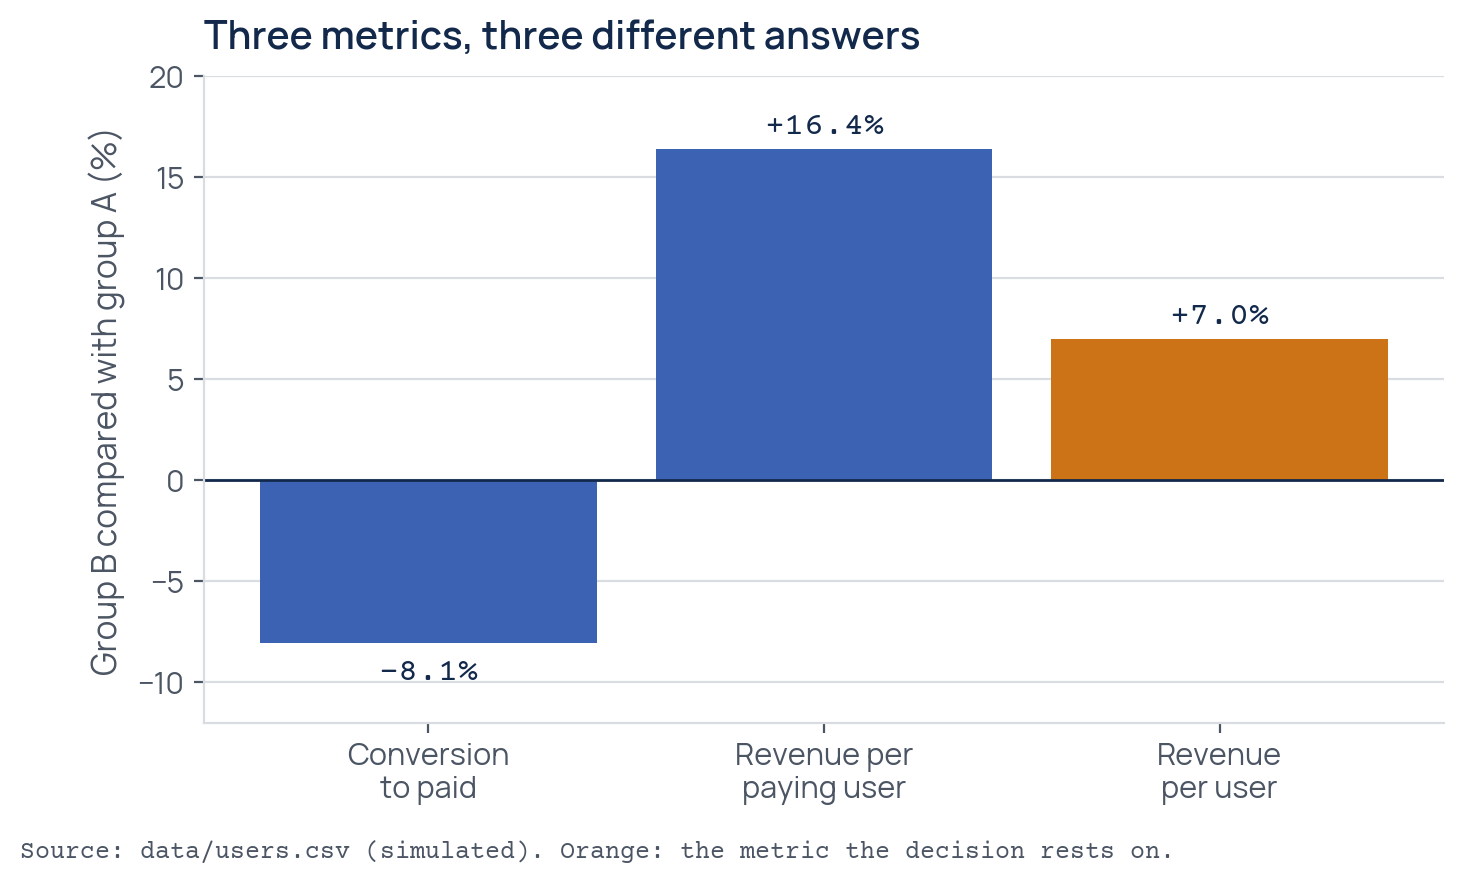 Three metrics, three different answers
Group B compared with group A (%)
20
15
10
5
0
−5
−10
+16.4%
+7.0%
−8.1%
Conversion
to paid
Revenue per
paying user
Revenue
per user
Source: data/users.csv (simulated). Orange: the metric the decision rests on.